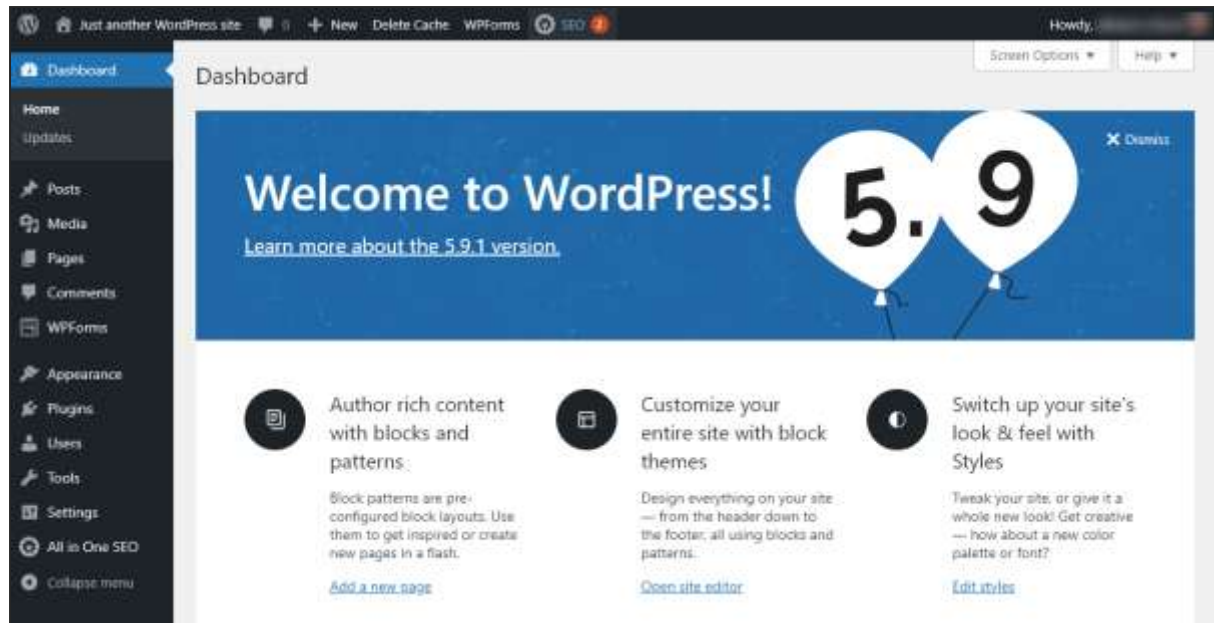 Just another WordPress site 0 New Delete Cache WPForms SEO 2 Howdy,
Screen Options Help
Dashboard
Home
Updates
Posts
Media
Pages
Comments
WPForms
Appearance
Plugins
Users
Tools
Settings
All in One SEO
Collapse menu
Dashboard
Dismiss
Welcome to WordPress!
Learn more about the 5.9.1 version.
5.9
Author rich content
with blocks and
patterns
Block patterns are pre-
configured block layouts. Use
them to get inspired or create
new pages in a flash.
Add a new page
Customize your
entire site with block
themes
Design everything on your site
— from the header down to
the footer, all using blocks and
patterns.
Open site editor
Switch up your site's
look & feel with
Styles
Tweak your site, or give it a
whole new look! Get creative
— how about a new color
palette or font?
Edit styles